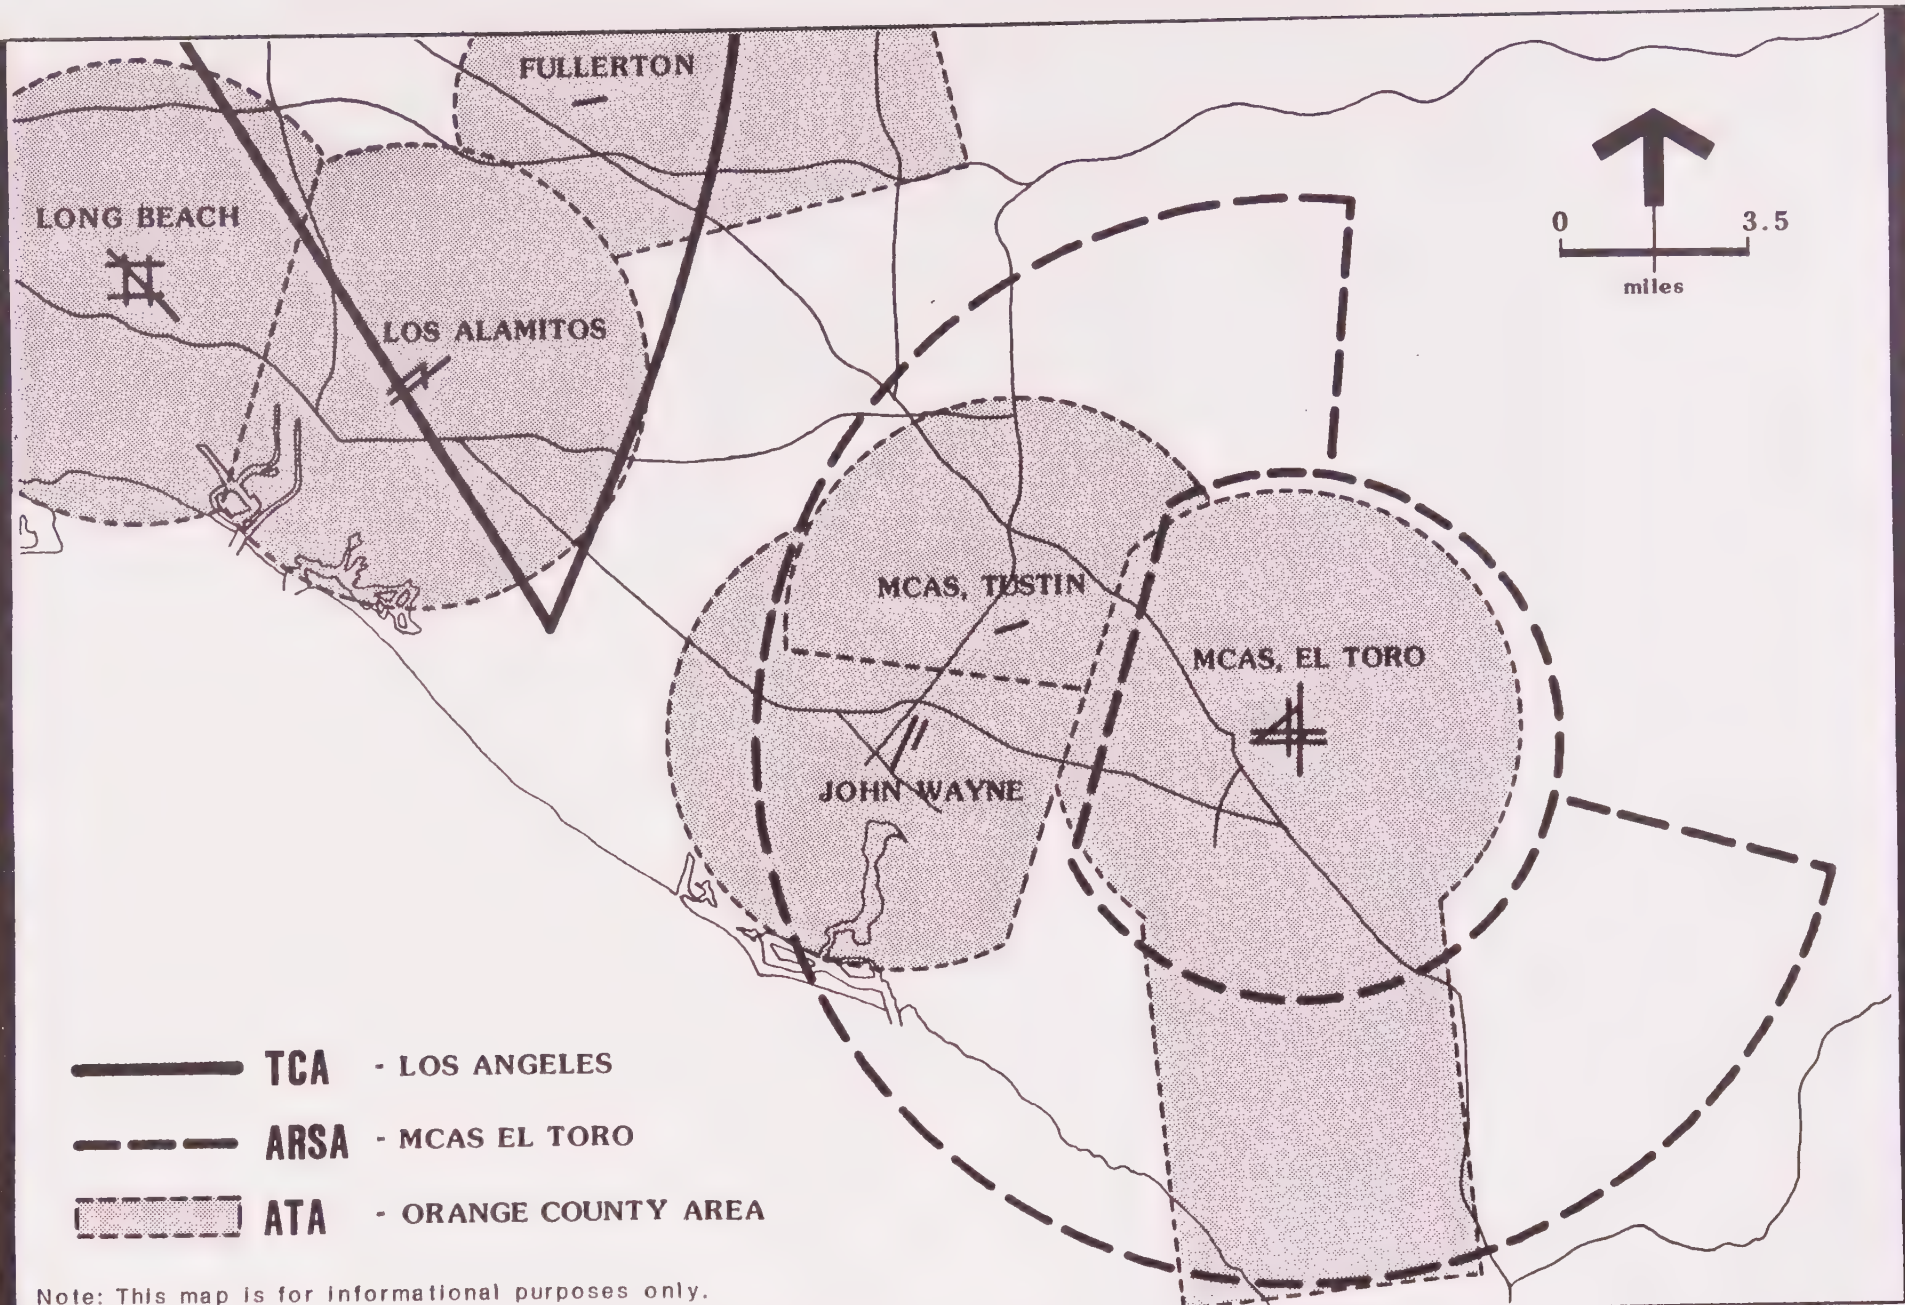 FULLERTON
LONG BEACH
0 3.5
miles
LOS ALAMITOS
MCAS, TUSTIN
MCAS, EL TORO
JOHN WAYNE
TCA - LOS ANGELES
ARSA - MCAS EL TORO
ATA - ORANGE COUNTY AREA
Note: This map is for informational purposes only.